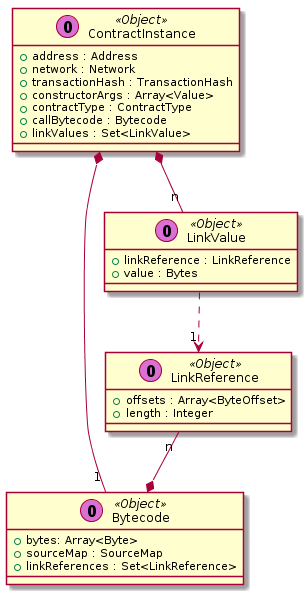 O «Object»
ContractInstance
address : Address
network : Network
transactionHash : TransactionHash
constructorArgs : Array<Value>
contractType : ContractType
callBytecode : Bytecode
linkValues : Set<LinkValue>
n
O «Object»
LinkValue
linkReference : LinkReference
value : Bytes
1
O «Object»
LinkReference
offsets : Array<ByteOffset>
length : Integer
n
1
O «Object»
Bytecode
bytes: Array<Byte>
sourceMap : SourceMap
linkReferences : Set<LinkReference>